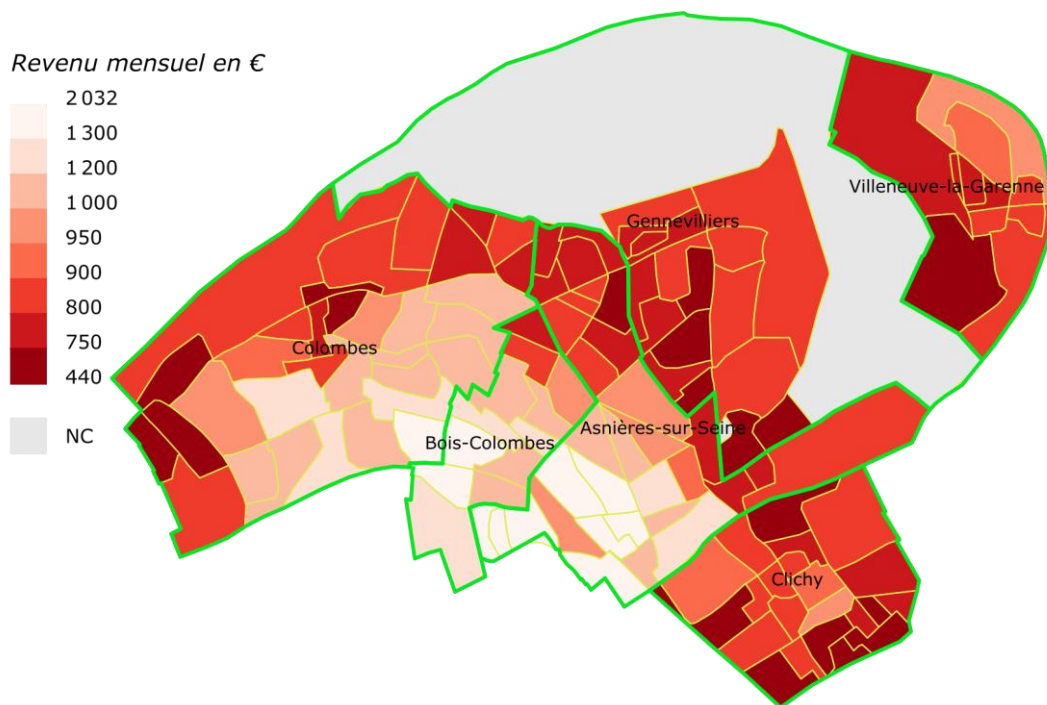 Revenu mensuel en €
2 032
1 300
1 200
1 000
950
900
800
750
440
NC
Villeneuve-la-Garenne
Gennevilliers
Colombes
Asnières-sur-Seine
Bois-Colombes
Clichy